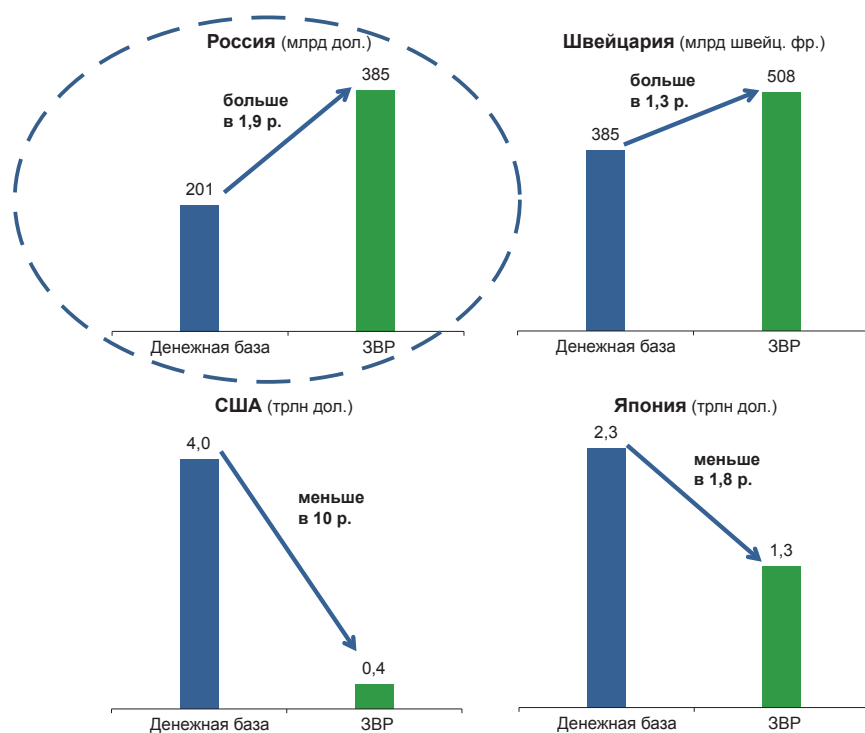 Россия (млрд дол.)
385
больше
в 1,9 р.
201
Денежная база
ЗВР
Швейцария (млрд швейц. фр.)
508
больше
в 1,3 р.
385
Денежная база
ЗВР
США (трлн дол.)
4,0
меньше
в 10 р.
0,4
Денежная база
ЗВР
Япония (трлн дол.)
2,3
меньше
в 1,8 р.
1,3
Денежная база
ЗВР